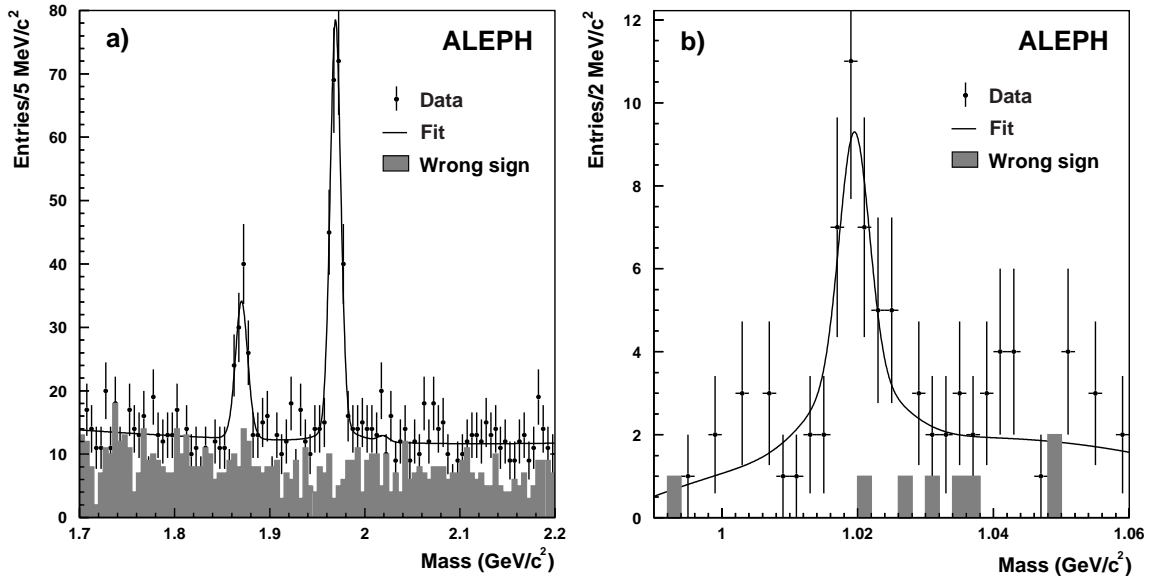 a)
ALEPH
Entries/5 MeV/c²
80
70
60
50
40
30
20
10
0
Data
Fit
Wrong sign
1.7
1.8
1.9
2
2.1
2.2
Mass (GeV/c²)
b)
ALEPH
Entries/2 MeV/c²
12
10
8
6
4
2
0
Data
Fit
Wrong sign
1
1.02
1.04
1.06
Mass (GeV/c²)